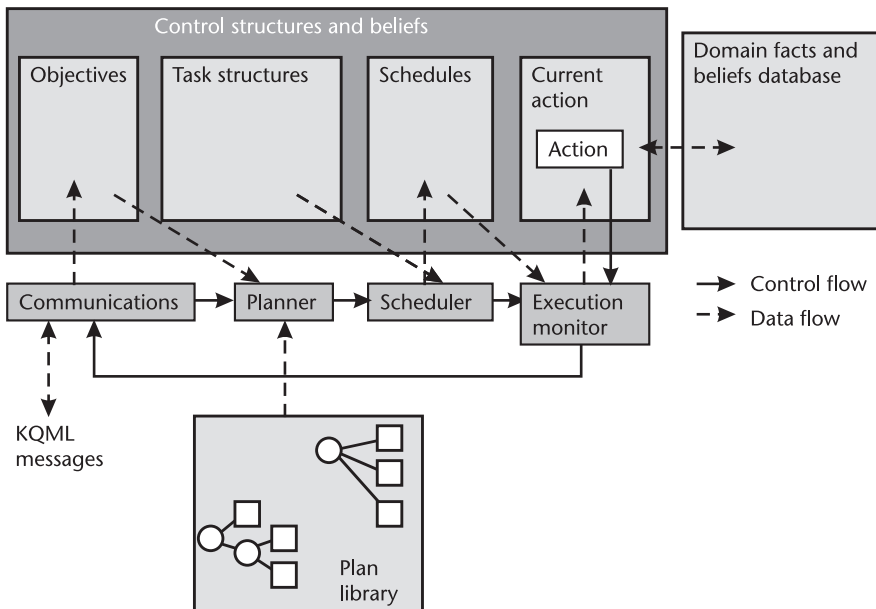 Control structures and beliefs
Objectives
Task structures
Schedules
Current
action
Action
Domain facts and
beliefs database
Communications
Planner
Scheduler
Execution
monitor
Control flow
Data flow
KQML
messages
Plan
library